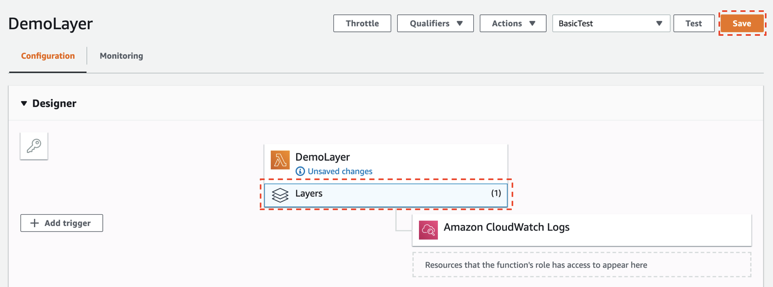 DemoLayer
Throttle
Qualifiers
Actions
BasicTest
Test
Save
Configuration
Monitoring
Designer
DemoLayer
Unsaved changes
Layers
(1)
Add trigger
Amazon CloudWatch Logs
Resources that the function's role has access to appear here